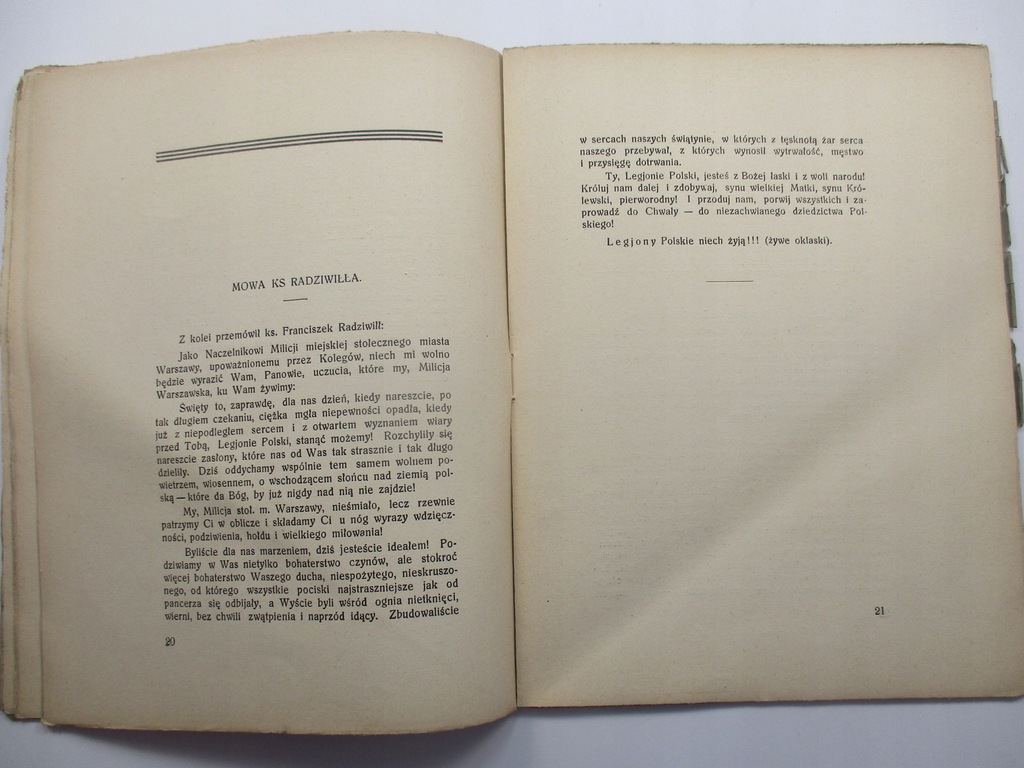 MOWA KS RADZIWIŁŁA.
Z kolei przemówił ks. Franciszek Radziwiłł:
Jako Naczelnikowi Milicji miejskiej stołecznego miasta
Warszawy, upoważnionemu przez Kolegów, niech mi wolno
będzie wyrazić Wam, Panowie, uczucia, które my, Milicja
Warszawska, ku Wam żywimy:
Święty to, zaprawdę, dla nas dzień, kiedy nareszcie, po
tak długiem czekaniu, ciężka mgła niepewności opadła, kiedy
już z niepodległem sercem i z otwartem wyznaniem wiary
przed Tobą, Legjonie Polski, stanąć możemy! Rozchyliły się
nareszcie zasłony, które nas od Was tak strasznie i tak długo
dzieliły. Dziś oddychamy wspólnie tem samem wolnem po-
wietrzem, wiosennem, o wschodzącem słońcu nad ziemią pol-
ską — które da Bóg, by już nigdy nad nią nie zajdzie!
My, Milicja stoł. m. Warszawy, nieśmiało, lecz rzewnie
patrzymy Ci w oblicze i składamy Ci u nóg wyrazy wdzięcz-
ności, podziwienia, hołdu i wielkiego miłowania!
Byliście dla nas marzeniem, dziś jesteście ideałem! Po-
dziwiamy w Was nietylko bohaterstwo czynów, ale stokroć
więcej bohaterstwo Waszego ducha, niespożytego, nieskruszo-
nego, od którego wszystkie pociski najstraszniejsze jak od
pancerza się odbijały, a Wyście byli wśród ognia nietknięci,
wierni, bez chwili zwątpienia i naprzód idący. Zbudowaliście
20
w sercach naszych świątynie, w których z tęsknotą żar serca
naszego przebywał, z których wynosił wytrwałość, męstwo
i przysięgę dotrwania.
Ty, Legjonie Polski, jesteś z Bożej łaski i z woli narodu!
Króluj nam dalej i zdobywaj, synu wielkiej Matki, synu Kró-
lewski, pierworodny! I przoduj nam, porwij wszystkich i za-
prowadź do Chwały — do niezachwianego dziedzictwa Pol-
skiego!
Legjony Polskie niech żyją!!! (żywe oklaski).
21